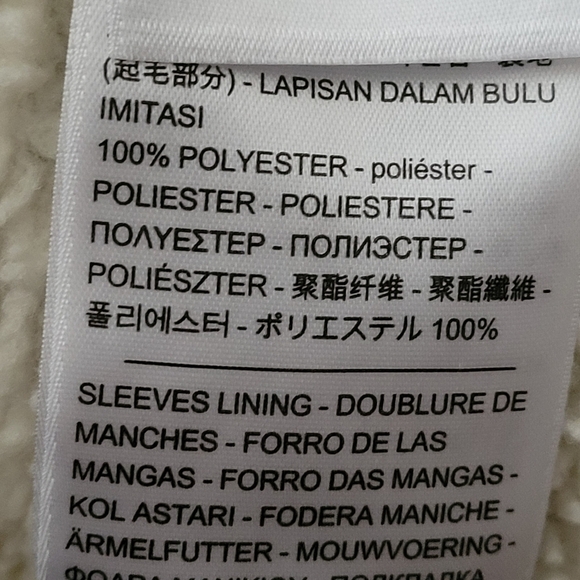 (起毛部分) - LAPISAN DALAM BULU
IMITASI
100% POLYESTER - poliéster -
POLIESTER - POLIESTERE -
ΠΟΛΥΕΣΤΕΡ - ПОЛИЭСТЕР -
POLIÉSZTER - 聚酯纤维 - 聚酯纖維 -
폴리에스터 - ポリエステル 100%
SLEEVES LINING - DOUBLURE DE
MANCHES - FORRO DE LAS
MANGAS - FORRO DAS MANGAS -
KOL ASTARI - FODERA MANICHE -
ÄRMELFUTTER - MOUWVOERING -